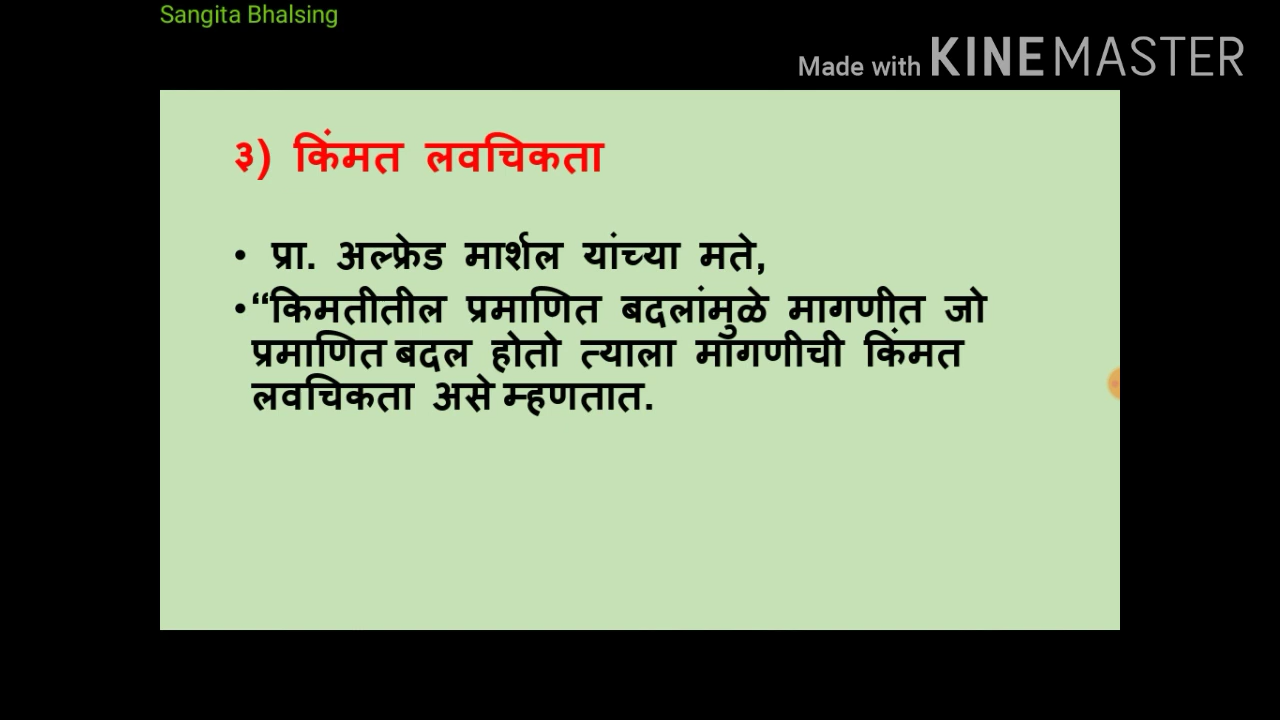 Sangita Bhalsing
Made with KINEMASTER
३) किंमत लवचिकता
• प्रा. अल्फ्रेड मार्शल यांच्या मते,
• “किमतीतील प्रमाणित बदलांमुळे मागणीत जो
प्रमाणित बदल होतो त्याला मागणीची किंमत
लवचिकता असे म्हणतात.